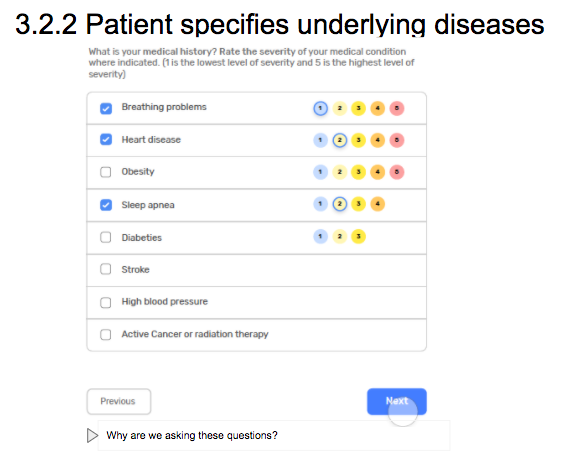 3.2.2 Patient specifies underlying diseases
What is your medical history? Rate the severity of your medical condition
where indicated. (1 is the lowest level of severity and 5 is the highest level of
severity)
Breathing problems 1 2 3 4 5
Heart disease 1 2 3 4 5
Obesity 1 2 3 4 5
Sleep apnea 1 2 3 4
Diabeties 1 2 3
Stroke
High blood pressure
Active Cancer or radiation therapy
Previous Next
Why are we asking these questions?